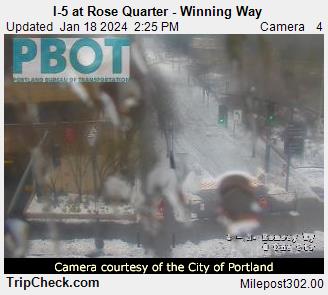 I-5 at Rose Quarter - Winning Way
Updated Jan 18 2024 2:25 PM Camera 4
PBOT
PORTLAND BUREAU OF TRANSPORTATION
Camera courtesy of the City of Portland
TripCheck.com Milepost302.00